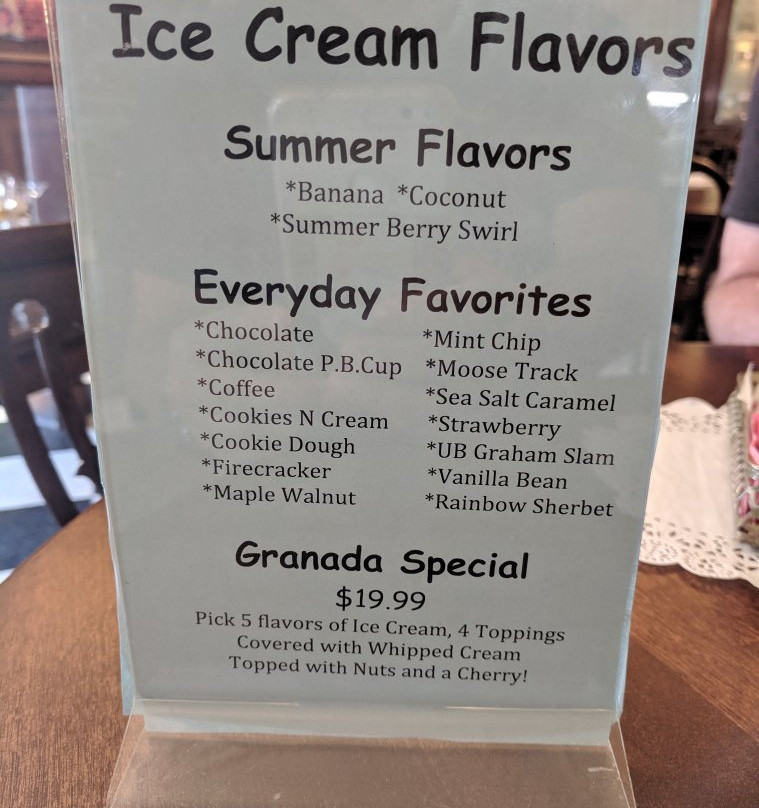 Ice Cream Flavors
Summer Flavors
*Banana *Coconut
*Summer Berry Swirl
Everyday Favorites
*Chocolate
*Chocolate P.B.Cup
*Coffee
*Cookies N Cream
*Cookie Dough
*Firecracker
*Maple Walnut
*Mint Chip
*Moose Track
*Sea Salt Caramel
*Strawberry
*UB Graham Slam
*Vanilla Bean
*Rainbow Sherbet
Granada Special
$19.99
Pick 5 flavors of Ice Cream, 4 Toppings
Covered with Whipped Cream
Topped with Nuts and a Cherry!